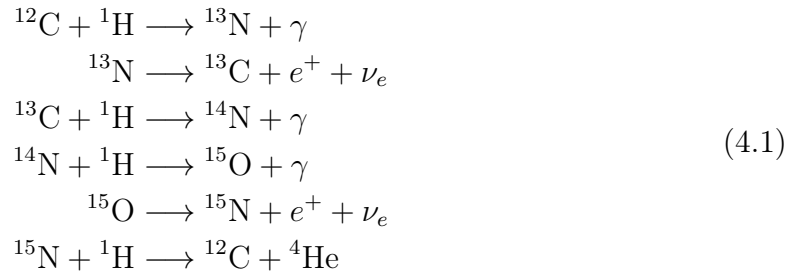 ¹²C + ¹H ⟶ ¹³N + γ
¹³N ⟶ ¹³C + e⁺ + νₑ
¹³C + ¹H ⟶ ¹⁴N + γ
¹⁴N + ¹H ⟶ ¹⁵O + γ
¹⁵O ⟶ ¹⁵N + e⁺ + νₑ
¹⁵N + ¹H ⟶ ¹²C + ⁴He
(4.1)